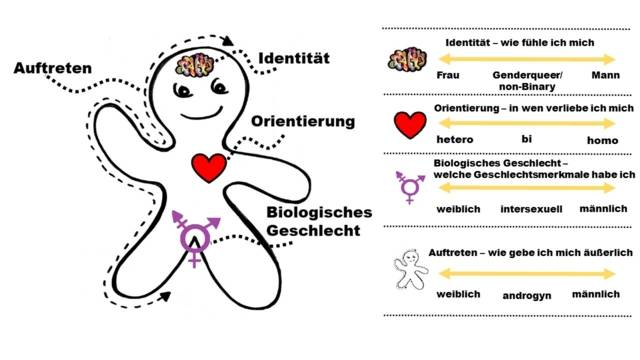 Auftreten
Identität
Orientierung
Biologisches
Geschlecht
Identität – wie fühle ich mich
Frau Genderqueer/ Mann
non-Binary
Orientierung – in wen verliebe ich mich
hetero bi homo
Biologisches Geschlecht –
welche Geschlechtsmerkmale habe ich
weiblich intersexuell männlich
Auftreten – wie gebe ich mich äußerlich
weiblich androgyn männlich